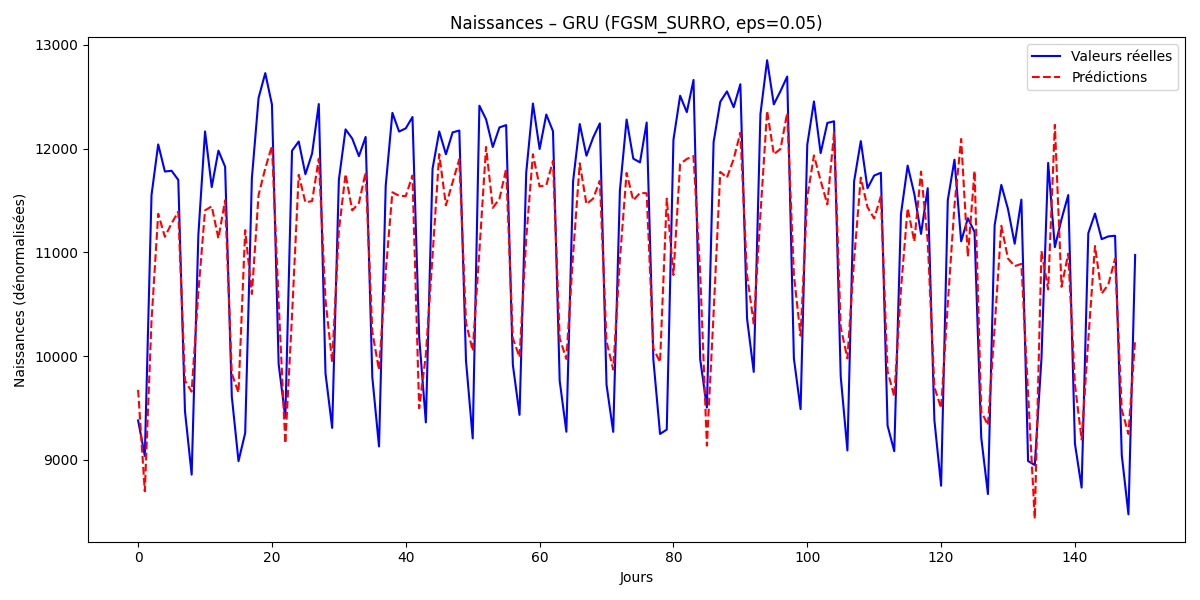 Naissances – GRU (FGSM_SURRO, eps=0.05)
Valeurs réelles
Prédictions
Naissances (dénormalisées)
13000
12000
11000
10000
9000
0 20 40 60 80 100 120 140
Jours